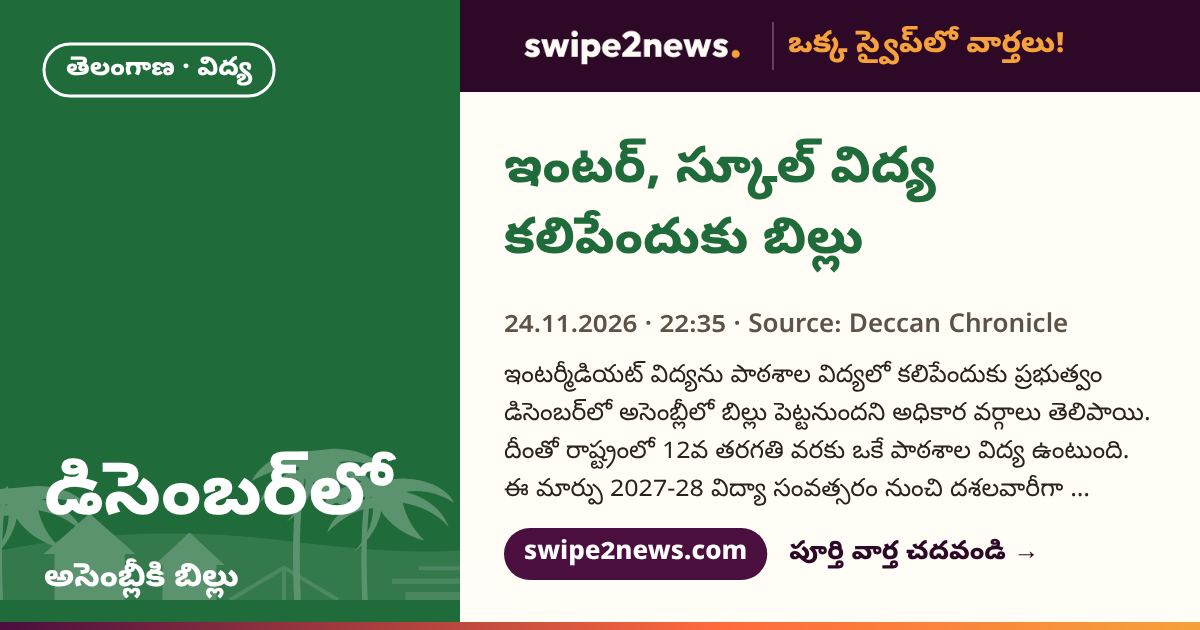 తెలంగాణ · విద్య
డిసెంబర్‌లో
అసెంబ్లీకి బిల్లు
swipe2news. ఒక్క స్వైప్‌లో వార్తలు!
ఇంటర్, స్కూల్ విద్య
కలిపేందుకు బిల్లు
24.11.2026 · 22:35 · Source: Deccan Chronicle
ఇంటర్మీడియట్ విద్యను పాఠశాల విద్యలో కలిపేందుకు ప్రభుత్వం
డిసెంబర్‌లో అసెంబ్లీలో బిల్లు పెట్టనుందని అధికార వర్గాలు తెలిపాయి.
దీంతో రాష్ట్రంలో 12వ తరగతి వరకు ఒకే పాఠశాల విద్య ఉంటుంది.
ఈ మార్పు 2027-28 విద్యా సంవత్సరం నుంచి దశలవారీగా ...
swipe2news.com పూర్తి వార్త చదవండి →